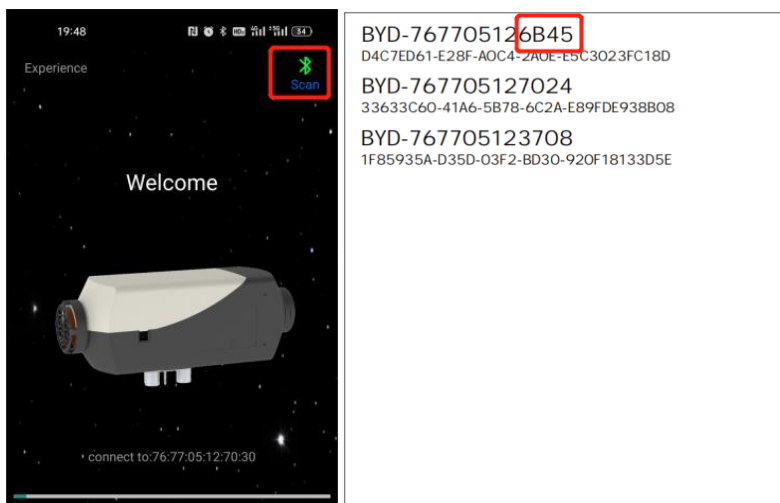 19:48
34
Experience
Scan
Welcome
connect to:76:77:05:12:70:30
BYD-767705126B45
D4C7ED61-E28F-A0C4-2A0E-E5C3023FC18D
BYD-767705127024
33633C60-41A6-5B78-6C2A-E89FDE938B08
BYD-767705123708
1F85935A-D35D-03F2-BD30-920F18133D5E